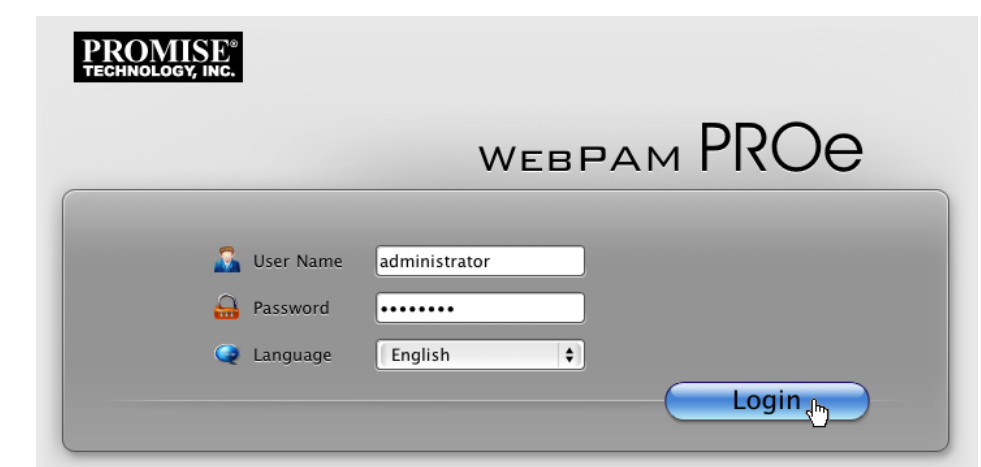 PROMISE®
TECHNOLOGY, INC.
WEBPAM PROe
User Name administrator
Password ••••••••
Language English
Login